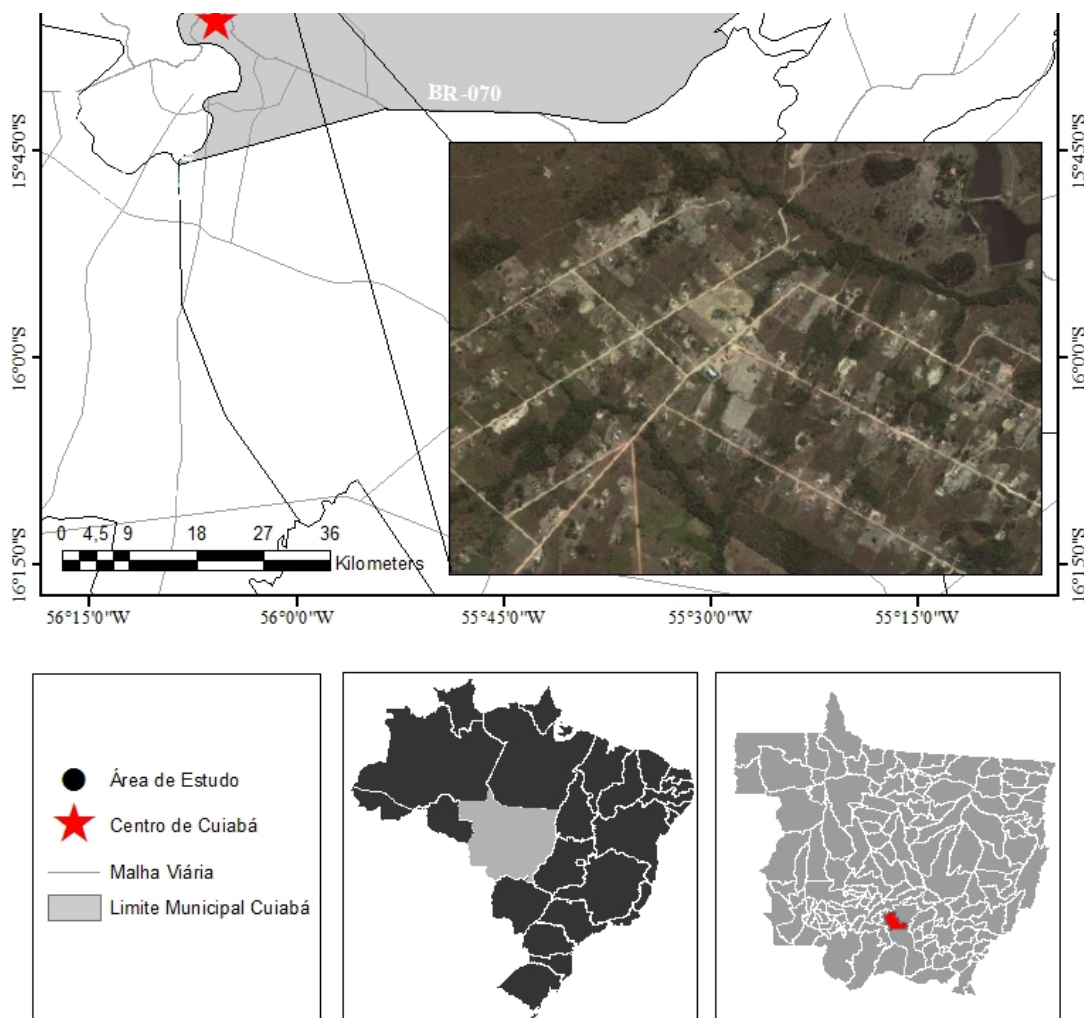 BR-070
15°45'0"S
15°45'0"S
16°0'0"S
16°0'0"S
16°15'0"S
16°15'0"S
0 4,5 9 18 27 36
Kilometers
56°15'0"W 56°0'0"W 55°45'0"W 55°30'0"W 55°15'0"W
Área de Estudo
Centro de Cuiabá
Malha Viária
Limite Municipal Cuiabá